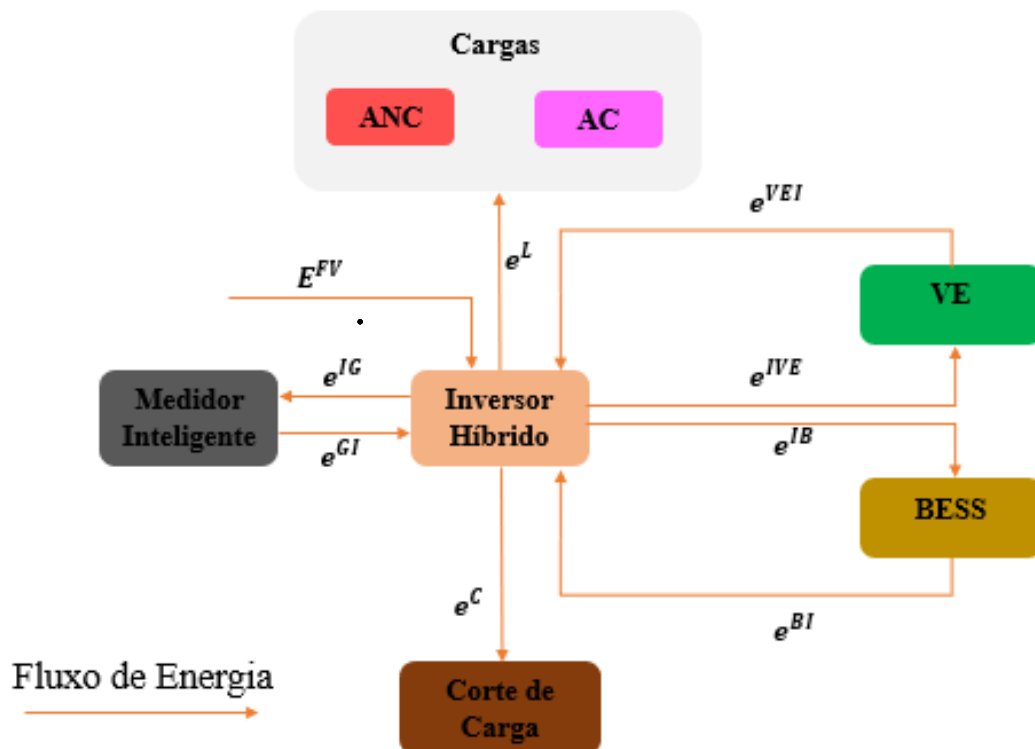 Cargas
ANC
AC
e^{VEI}
e^L
E^{FV}
VE
e^{IG}
e^{IVE}
Medidor
Inteligente
Inversor
Híbrido
e^{GI}
e^{IB}
BESS
e^C
e^{BI}
Fluxo de Energia
Corte de
Carga